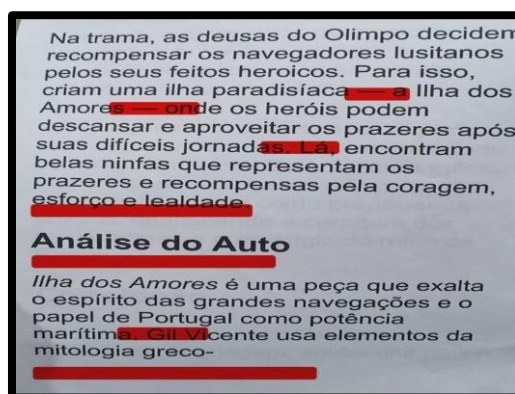 Na trama, as deusas do Olimpo decidem
recompensar os navegadores lusitanos
pelos seus feitos heroicos. Para isso,
criam uma ilha paradisíaca — a Ilha dos
Amores — onde os heróis podem
descansar e aproveitar os prazeres após
suas difíceis jornadas. Lá, encontram
belas ninfas que representam os
prazeres e recompensas pela coragem,
esforço e lealdade.
Análise do Auto
Ilha dos Amores é uma peça que exalta
o espírito das grandes navegações e o
papel de Portugal como potência
marítima. Gil Vicente usa elementos da
mitologia greco-